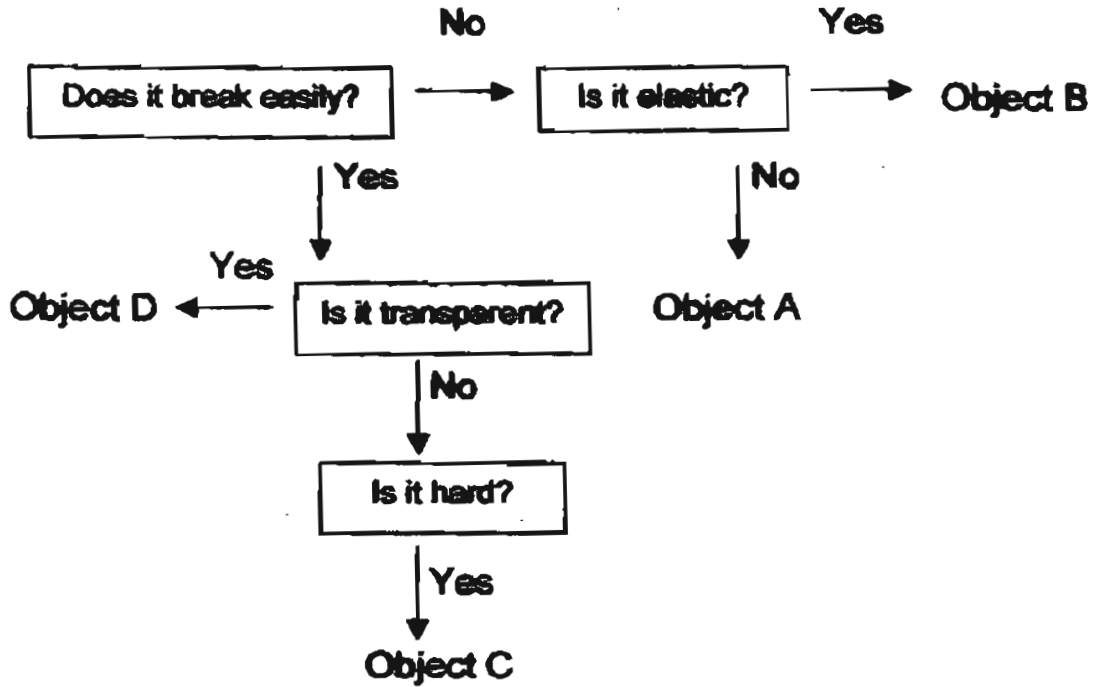 No
Yes
Does it break easily?
Is it elastic?
Object B
Yes
No
Yes
Object D
Is it transparent?
Object A
No
Is it hard?
Yes
Object C